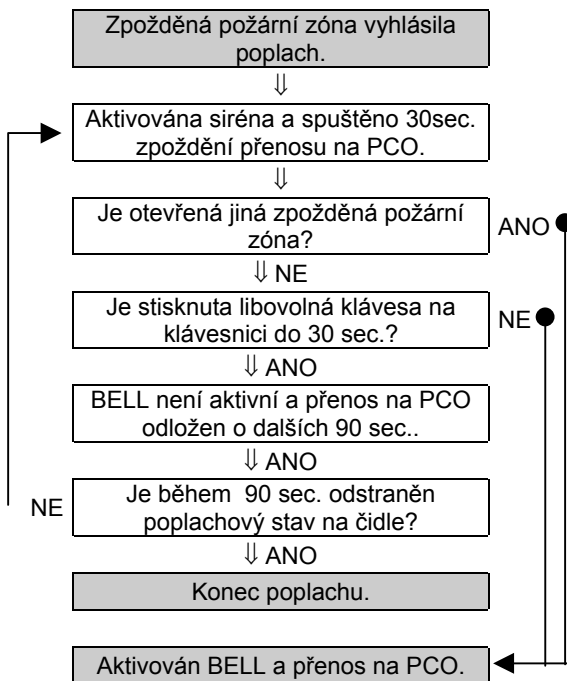 Zpožděná požární zóna vyhlásila
poplach.
⇓
Aktivována siréna a spuštěno 30sec.
zpoždění přenosu na PCO.
⇓
Je otevřená jiná zpožděná požární
zóna?
ANO
⇓ NE
Je stisknuta libovolná klávesa na
klávesnici do 30 sec.?
NE
⇓ ANO
BELL není aktivní a přenos na PCO
odložen o dalších 90 sec..
⇓ ANO
Je během 90 sec. odstraněn
poplachový stav na čidle?
NE
⇓ ANO
Konec poplachu.
Aktivován BELL a přenos na PCO.